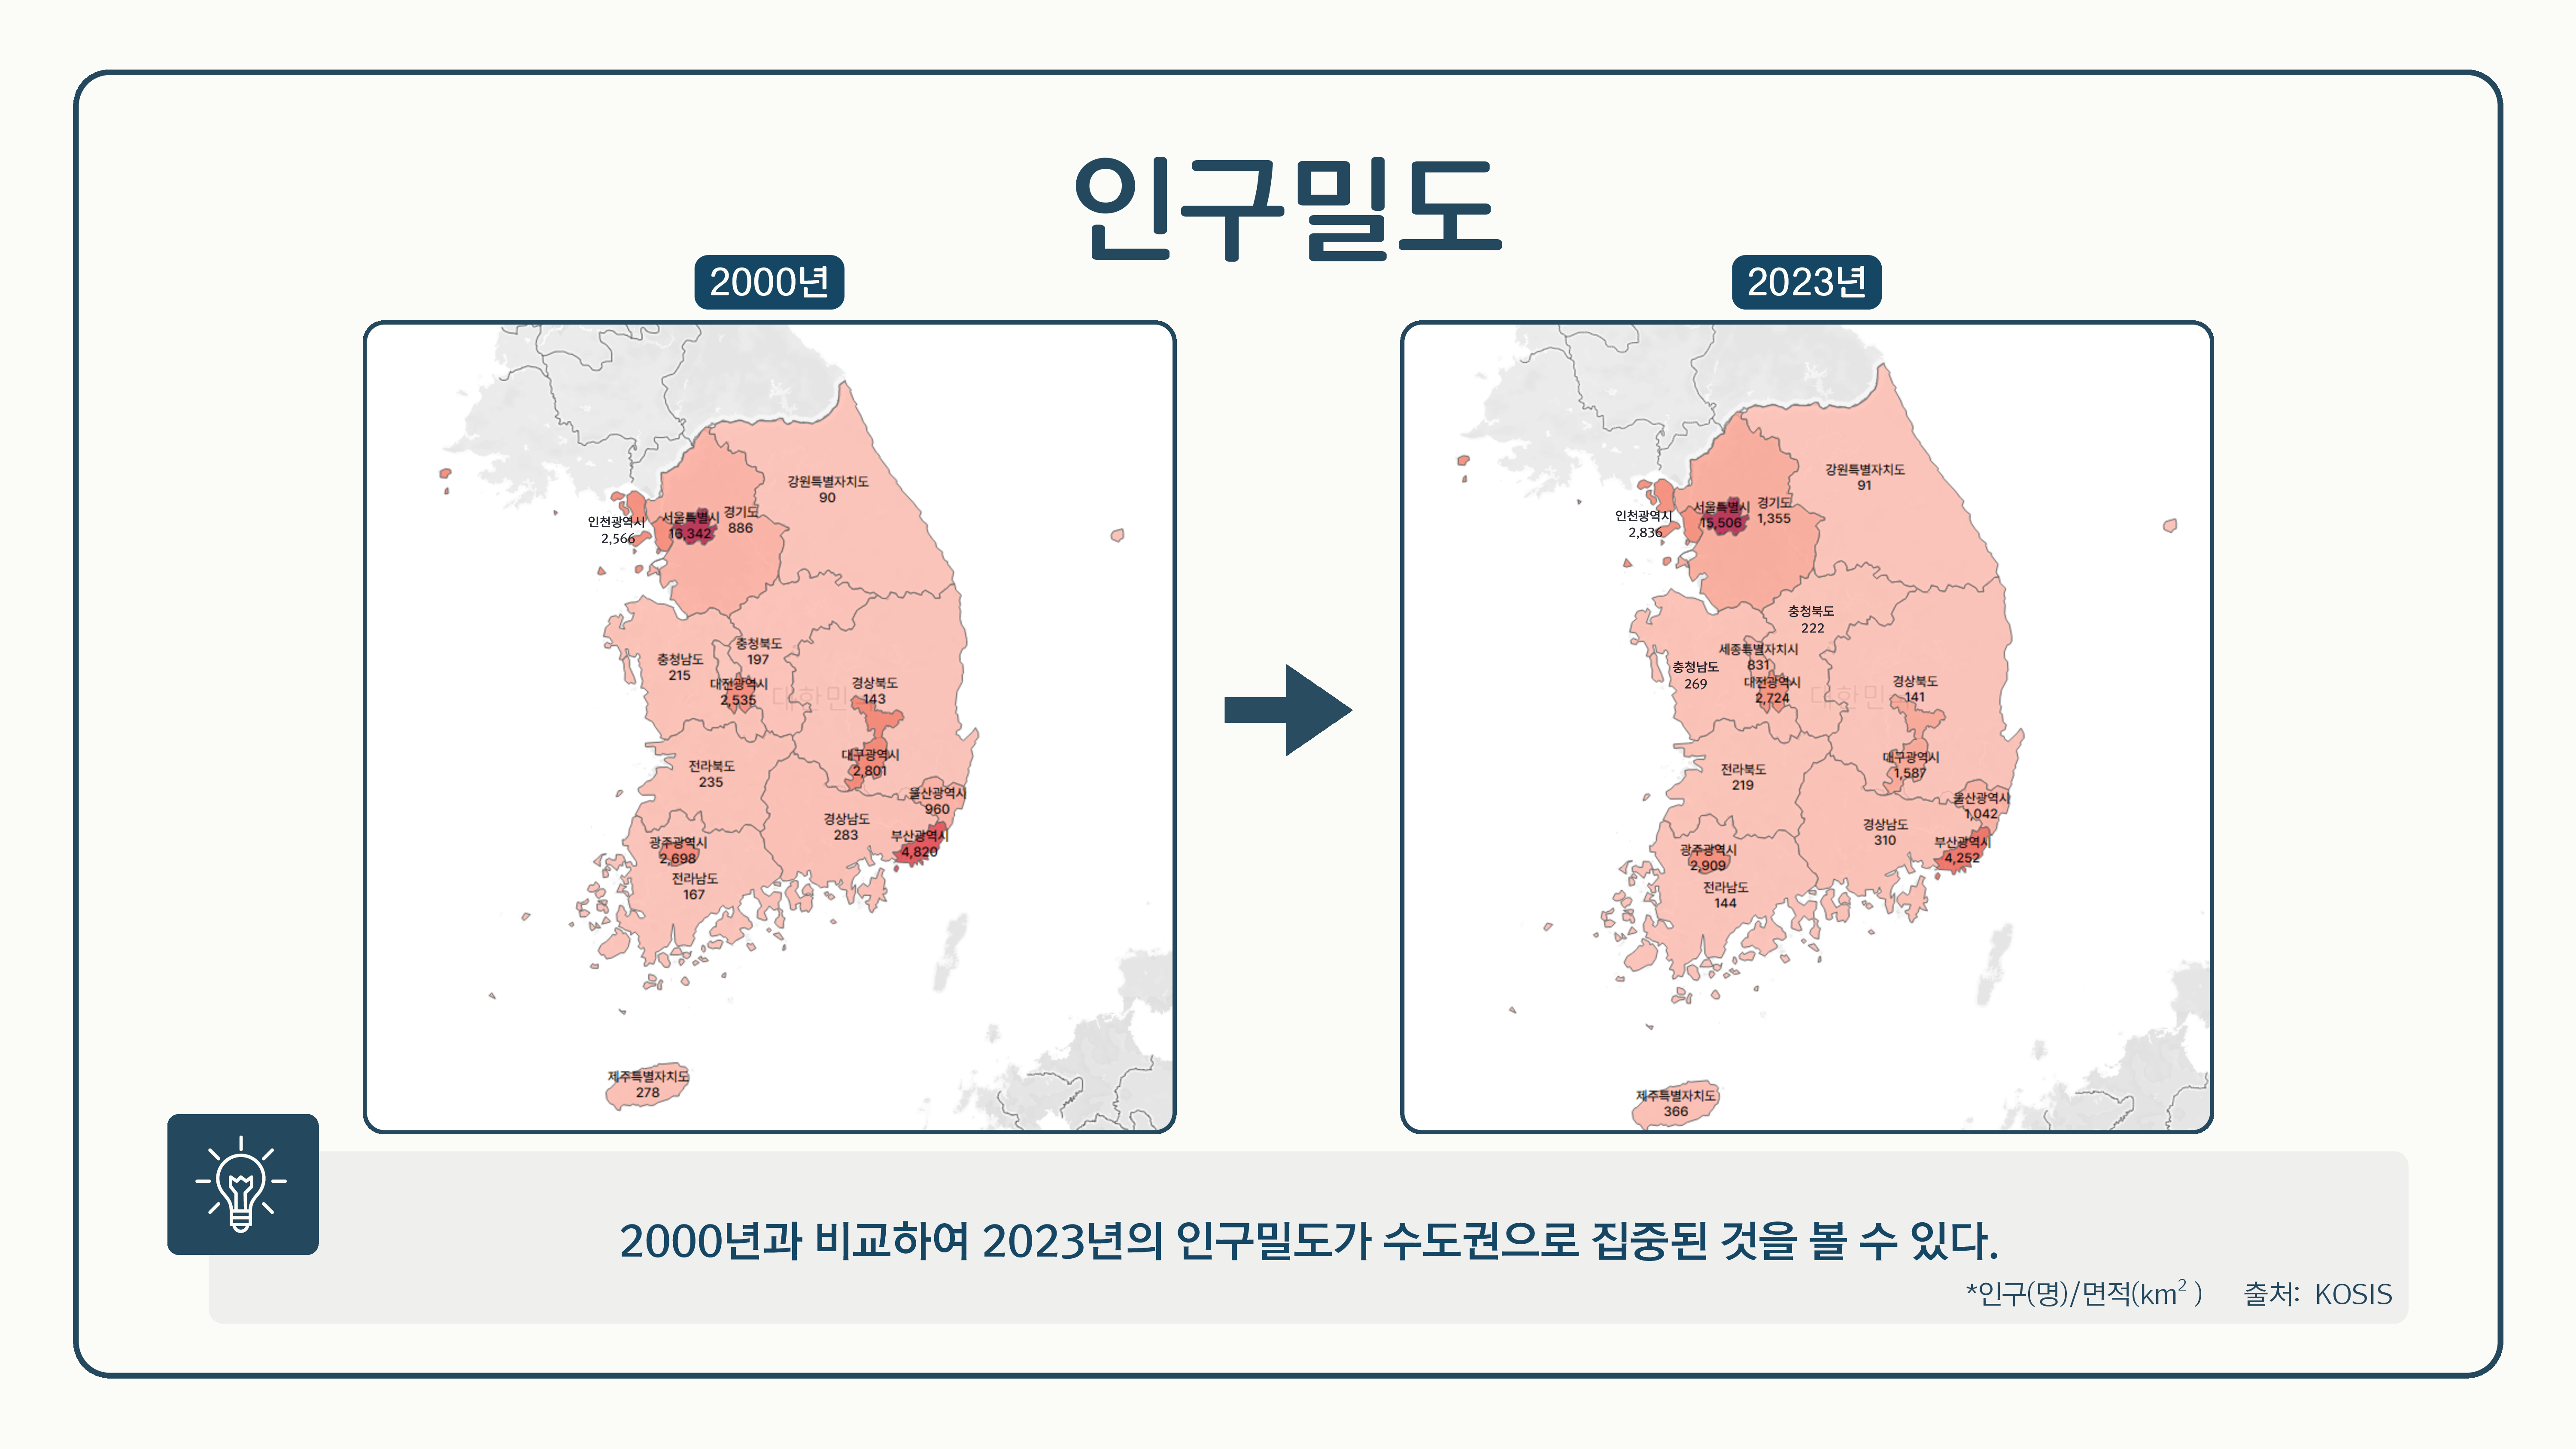 인구밀도
2000년
강원특별자치도
90
서울특별시
16,342
경기도
886
인천광역시
2,566
충청북도
197
충청남도
215
대전광역시
2,535
대한민
경상북도
143
대구광역시
2,801
전라북도
235
울산광역시
960
경상남도
283
부산광역시
4,820
광주광역시
2,698
전라남도
167
제주특별자치도
278
2023년
강원특별자치도
91
서울특별시
15,506
경기도
1,355
인천광역시
2,836
충청북도
222
세종특별자치시
831
충청남도
269
대전광역시
2,724
대한민
경상북도
141
대구광역시
1,587
전라북도
219
울산광역시
1,042
경상남도
310
부산광역시
4,252
광주광역시
2,909
전라남도
144
제주특별자치도
366
2000년과 비교하여 2023년의 인구밀도가 수도권으로 집중된 것을 볼 수 있다.
*인구(명)/면적(km²) 출처: KOSIS